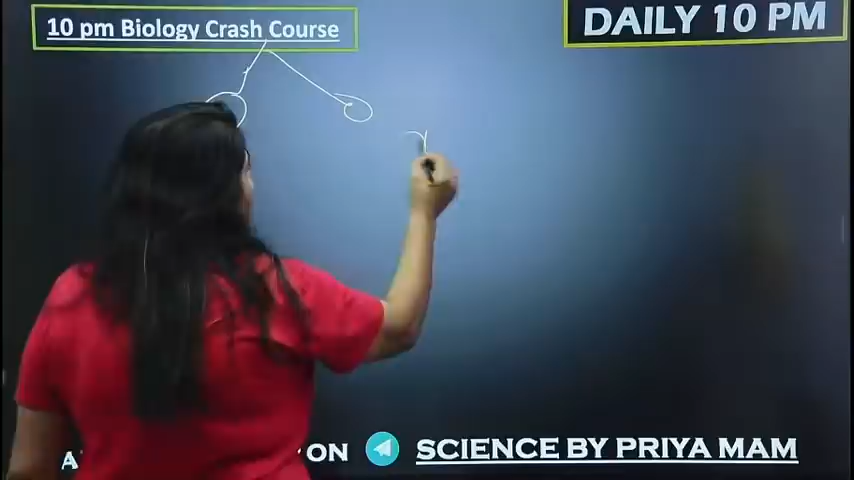 10 pm Biology Crash Course
DAILY 10 PM
ON
SCIENCE BY PRIYA MAM